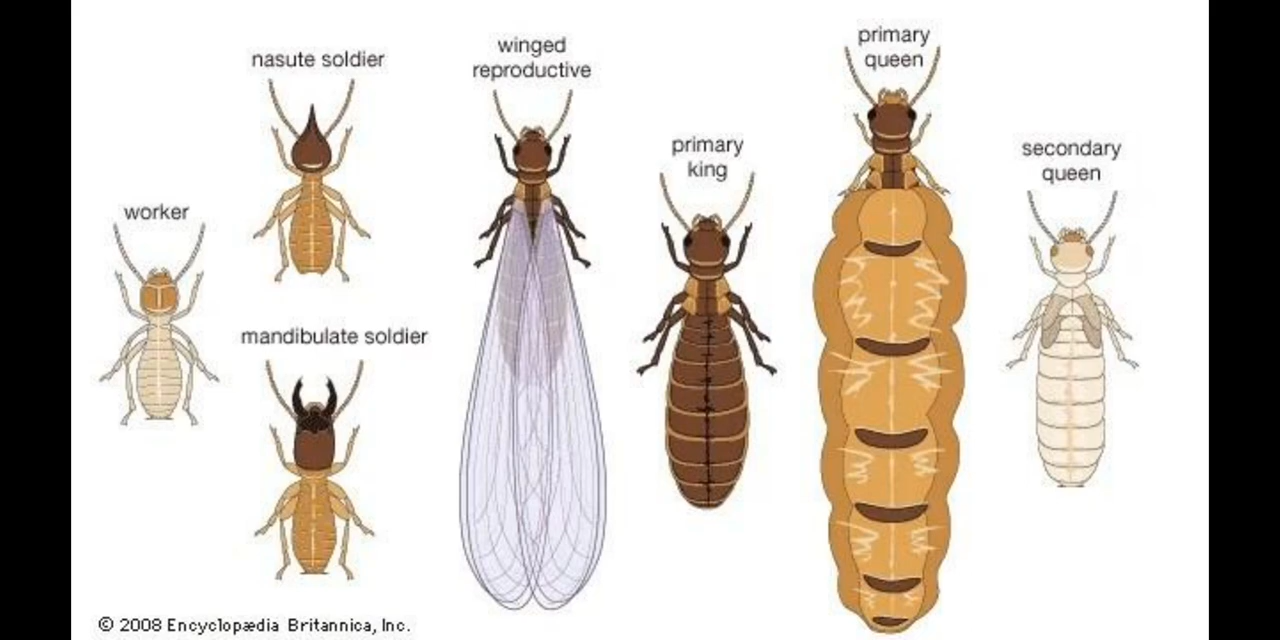 worker
nasute soldier
mandibulate soldier
winged
reproductive
primary
king
primary
queen
secondary
queen
© 2008 Encyclopædia Britannica, Inc.